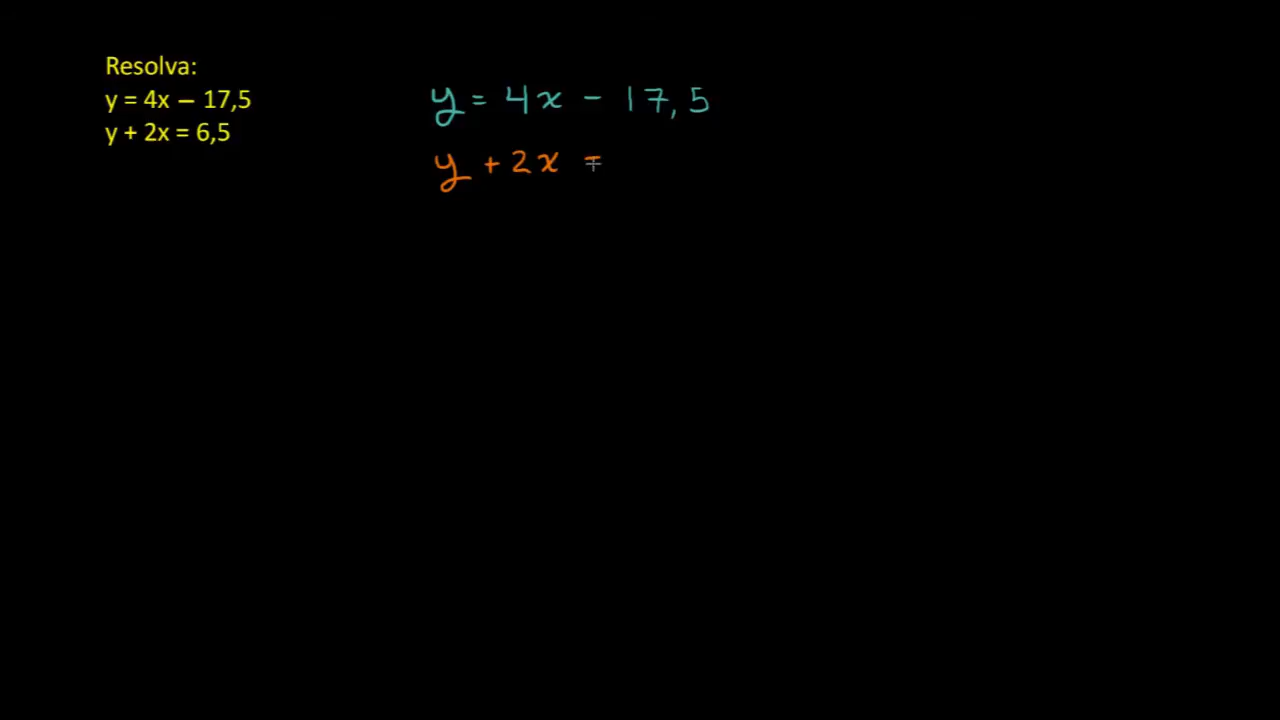 Resolva:
y = 4x – 17,5
y + 2x = 6,5
y = 4x - 17,5
y + 2x =